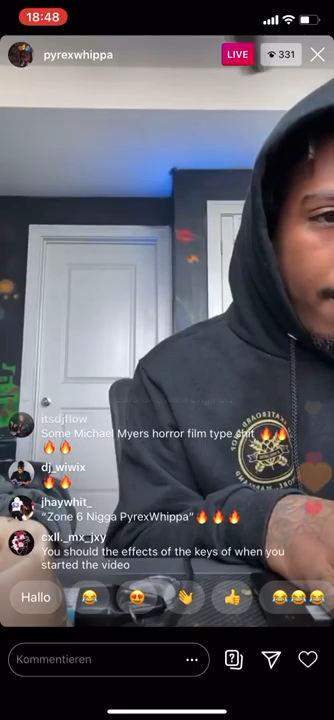 18:48
pyrexwhippa
LIVE
331
itsdjflow
Some Michael Myers horror film type shit 🔥🔥
🔥🔥
dj_wiwix
🔥🔥
jhaywhit_
“Zone 6 Nigga PyrexWhippa”🔥🔥🔥
cxll._mx_jxy
You should the effects of the keys of when you
started the video
Hallo 😂 😍 👋 👍 😂😂😂
Kommentieren